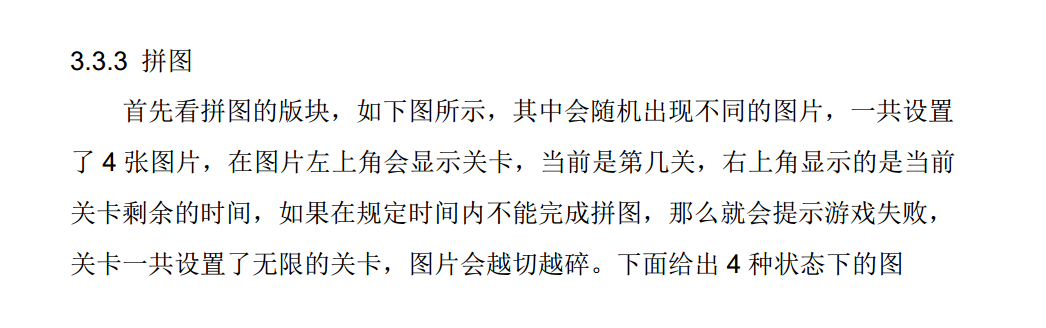 3.3.3 拼图
首先看拼图的版块，如下图所示，其中会随机出现不同的图片，一共设置
了 4 张图片，在图片左上角会显示关卡，当前是第几关，右上角显示的是当前
关卡剩余的时间，如果在规定时间内不能完成拼图，那么就会提示游戏失败，
关卡一共设置了无限的关卡，图片会越切越碎。下面给出 4 种状态下的图